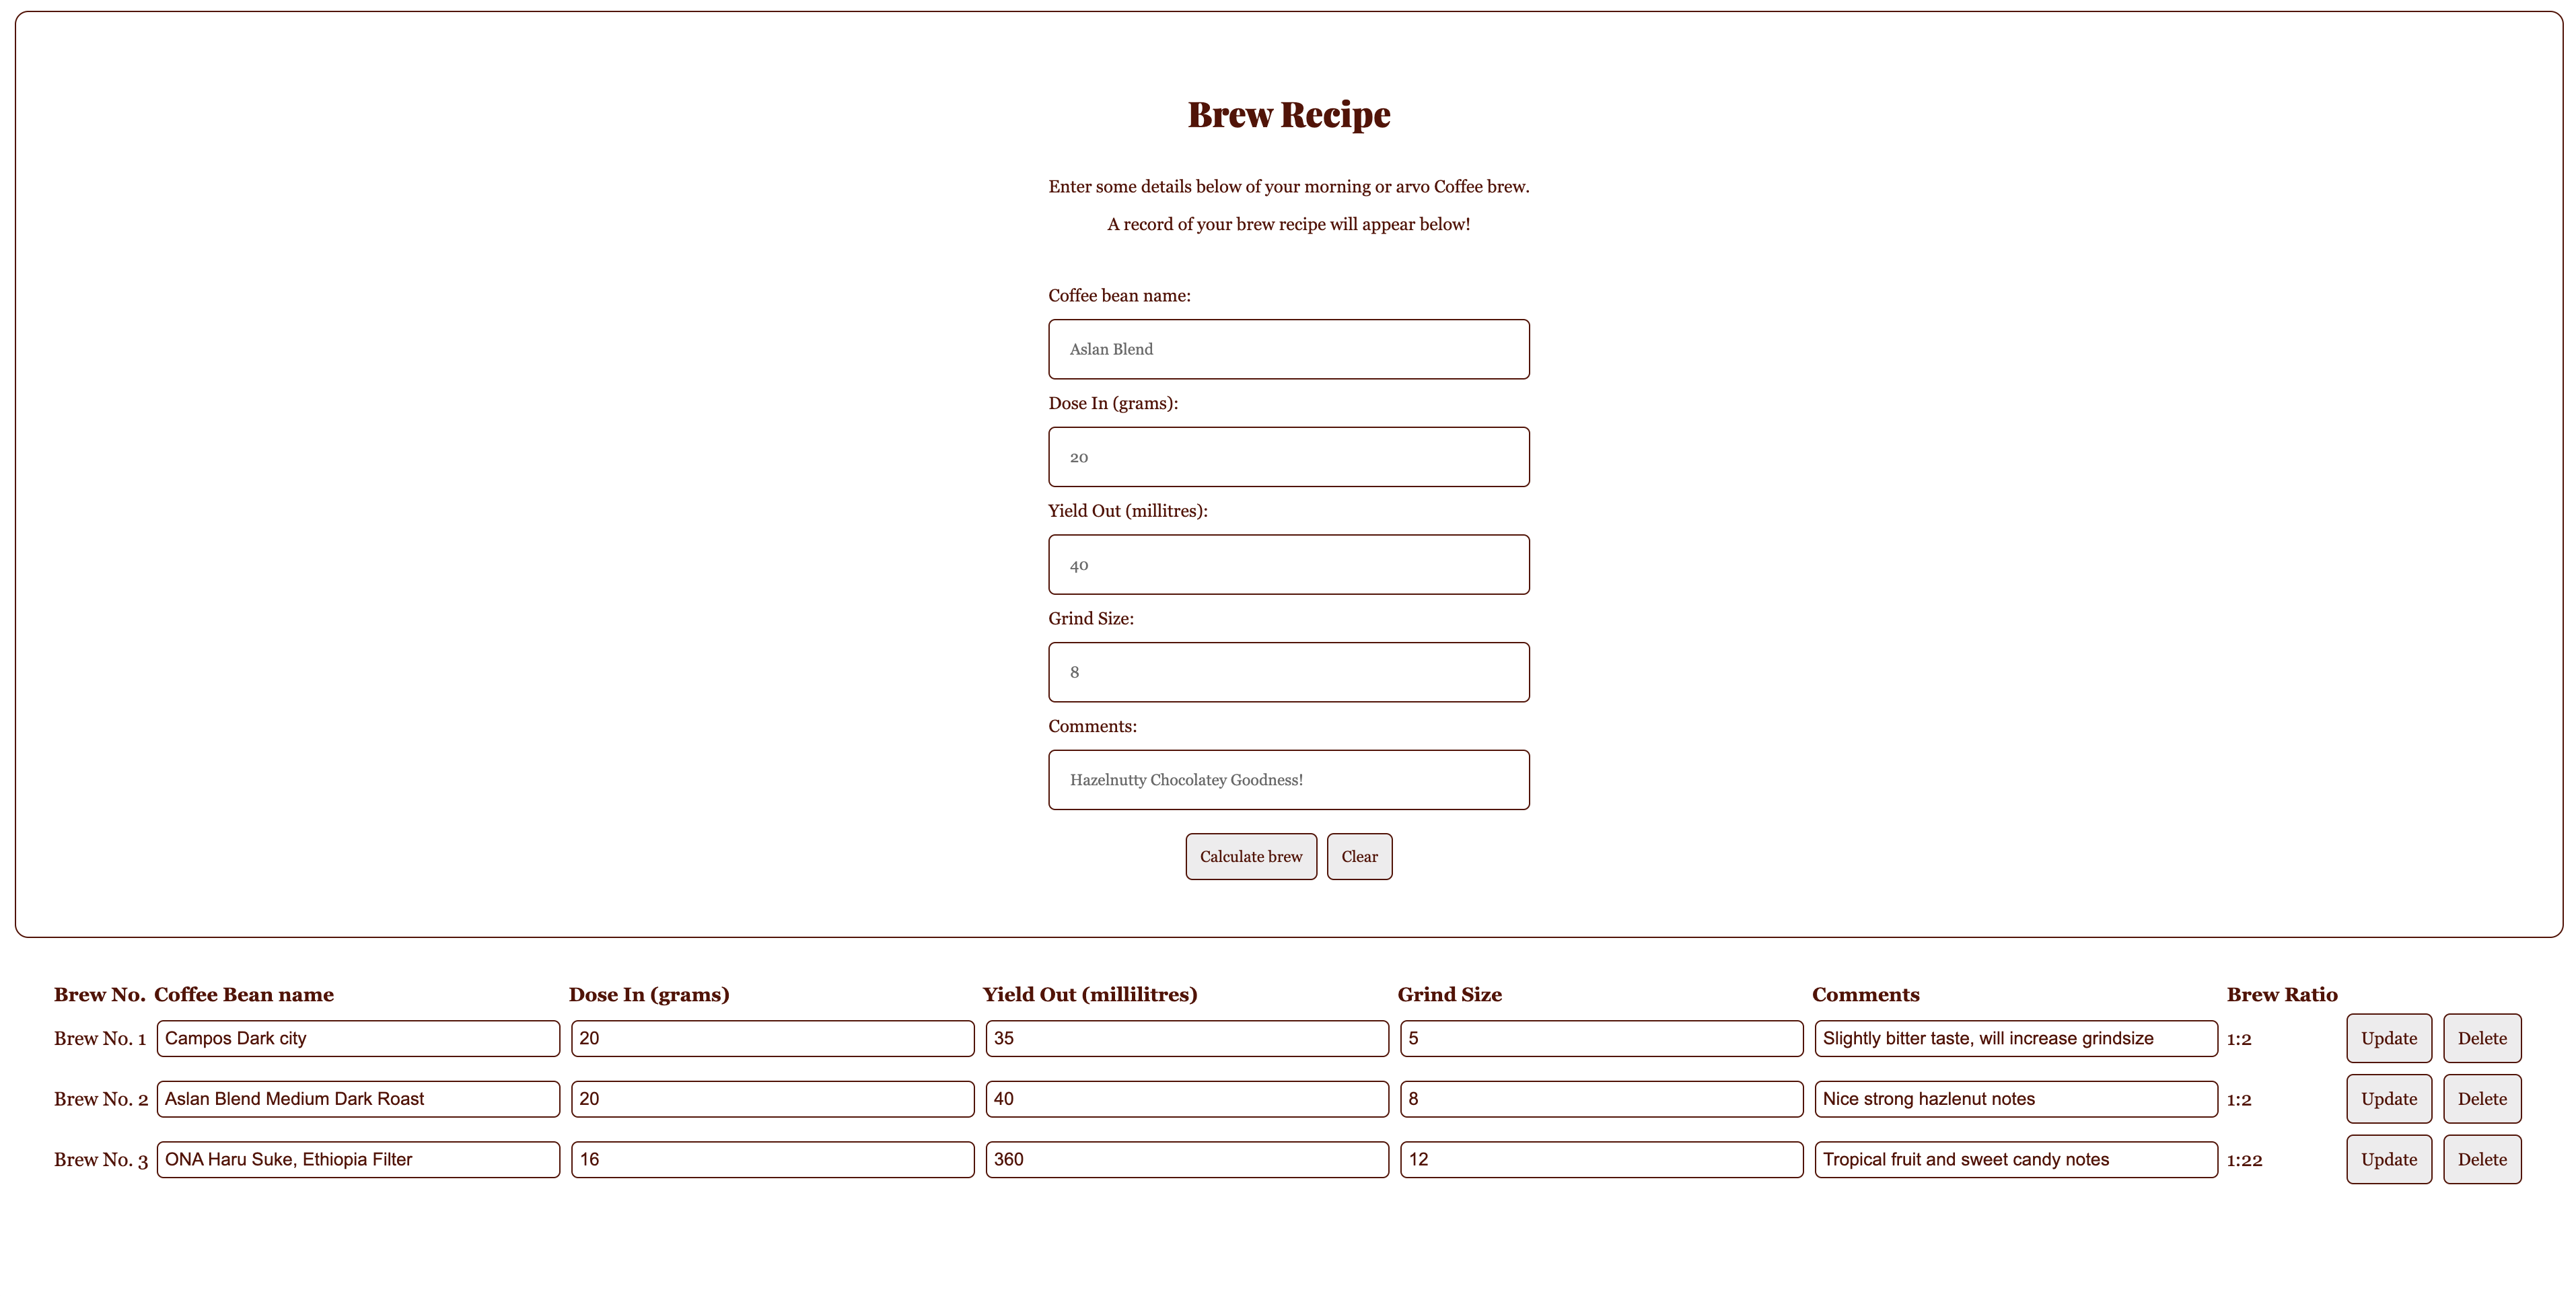 Brew Recipe
Enter some details below of your morning or arvo Coffee brew.
A record of your brew recipe will appear below!
Coffee bean name:
Aslan Blend
Dose In (grams):
20
Yield Out (millitres):
40
Grind Size:
8
Comments:
Hazelnutty Chocolatey Goodness!
Calculate brew Clear
Brew No. Coffee Bean name Dose In (grams) Yield Out (millilitres) Grind Size Comments Brew Ratio
Brew No. 1 Campos Dark city 20 35 5 Slightly bitter taste, will increase grindsize 1:2 Update Delete
Brew No. 2 Aslan Blend Medium Dark Roast 20 40 8 Nice strong hazlenut notes 1:2 Update Delete
Brew No. 3 ONA Haru Suke, Ethiopia Filter 16 360 12 Tropical fruit and sweet candy notes 1:22 Update Delete